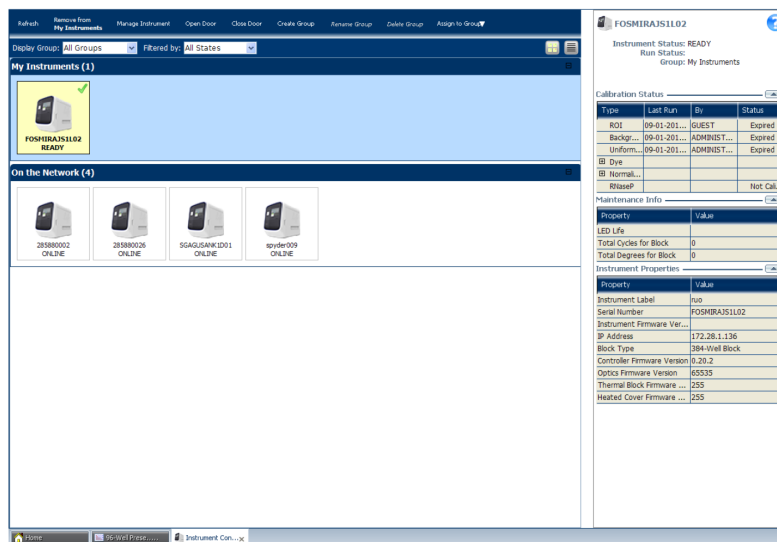 Refresh
Remove from
My Instruments
Manage Instrument
Open Door
Close Door
Create Group
Rename Group
Delete Group
Assign to Group
Display Group: All Groups
Filtered by: All States
My Instruments (1)
FOSMIRAJS1L02
READY
On the Network (4)
285880002
ONLINE
285880026
ONLINE
SGAGUSANK1D01
ONLINE
spyder009
ONLINE
FOSMIRAJS1L02
Instrument Status: READY
Run Status:
Group: My Instruments
Calibration Status
Type Last Run By Status
ROI 09-01-201... GUEST Expired
Backgr... 09-01-201... ADMINIST... Expired
Uniform... 09-01-201... ADMINIST... Expired
Dye
Normali...
RNaseP Not Cali.
Maintenance Info
Property Value
LED Life
Total Cycles for Block 0
Total Degrees for Block 0
Instrument Properties
Property Value
Instrument Label ruo
Serial Number FOSMIRAJS1L02
Instrument Firmware Ver...
IP Address 172.28.1.136
Block Type 384-Well Block
Controller Firmware Version 0.20.2
Optics Firmware Version 65535
Thermal Block Firmware ... 255
Heated Cover Firmware ... 255
Home
96-Well Prese......
Instrument Con...x